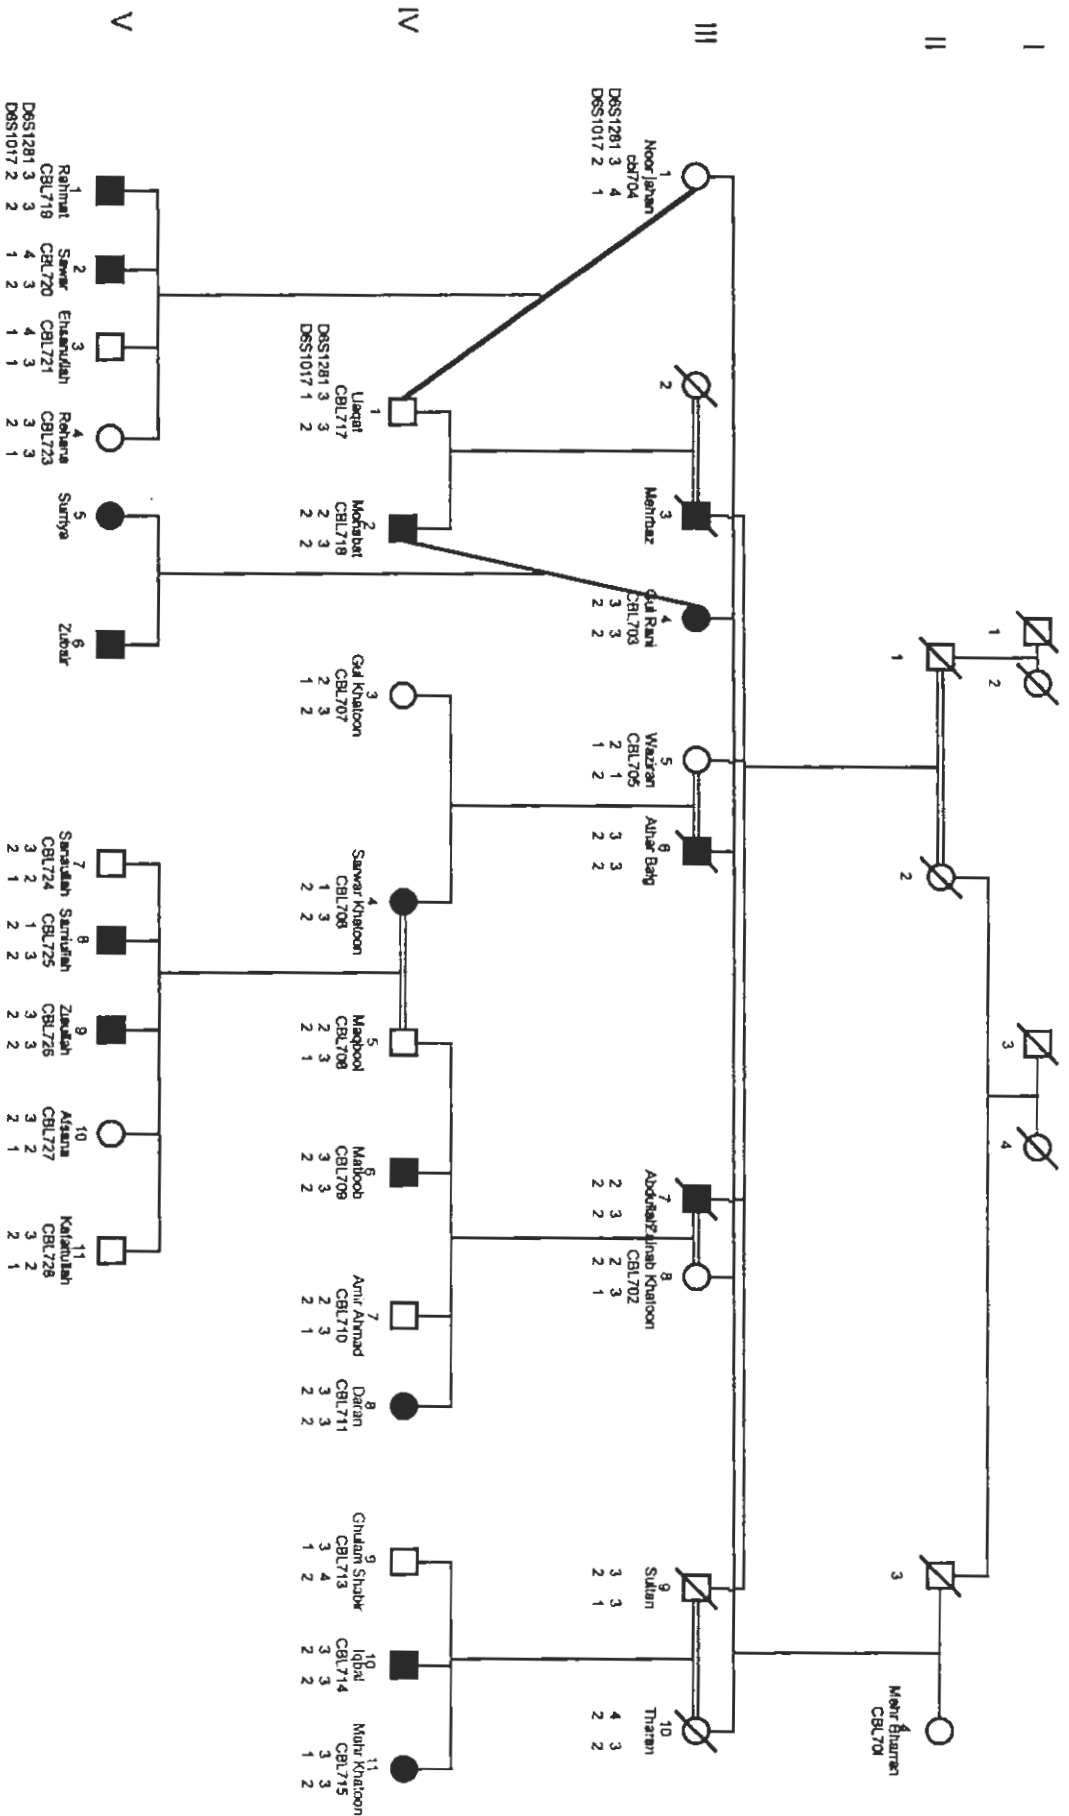 I
1
2
3
4
II
1
2
3
4
Mehr Bharran
CBL701
III
1
Noor jahan
cbl704
D6S1281 3 4
D6S1017 2 1
2
3
Mehrbaz
4
Gul Rani
CBL703
3 3
2 2
5
Waziran
CBL705
2 1
1 2
6
Athar Baig
3 3
2 2
7
Abdullah
2 3
2 2
8
Zainab Khatoon
CBL702
2 3
2 1
9
Sultan
3 3
2 1
10
Tharan
4 3
2 2
IV
1
Liaqat
CBL717
D6S1281 3 3
D6S1017 1 2
2
Mohabat
CBL718
2 3
2 2
3
Gul Khatoon
CBL707
2 3
1 2
4
Sarwar Khatoon
CBL706
1 3
2 2
5
Maqbool
CBL708
2 3
2 1
6
Matloob
CBL709
3 3
2 2
7
Amir Ahmad
CBL710
2 3
2 1
8
Daran
CBL711
3 3
2 2
9
Ghulam Shabir
CBL713
3 4
1 2
10
Iqbal
CBL714
3 3
2 2
11
Mehr Khatoon
CBL715
3 3
1 2
V
1
Rahmat
CBL719
D6S1281 3 3
D6S1017 2 2
2
Sawar
CBL720
4 3
1 2
3
Ehsanullah
CBL721
4 3
1 1
4
Rehana
CBL723
3 3
2 1
5
Surriya
6
Zubair
7
Sanaullah
CBL724
3 2
2 1
8
Samiullah
CBL725
1 3
2 2
9
Ziaullah
CBL726
3 3
2 2
10
Afsana
CBL727
3 2
2 1
11
Kafaitullah
CBL728
3 2
2 1